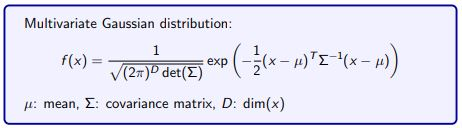 Multivariate Gaussian distribution:
f(x) = 1/√((2π)^D det(Σ)) exp(−1/2(x − μ)^T Σ^−1(x − μ))
μ: mean, Σ: covariance matrix, D: dim(x)